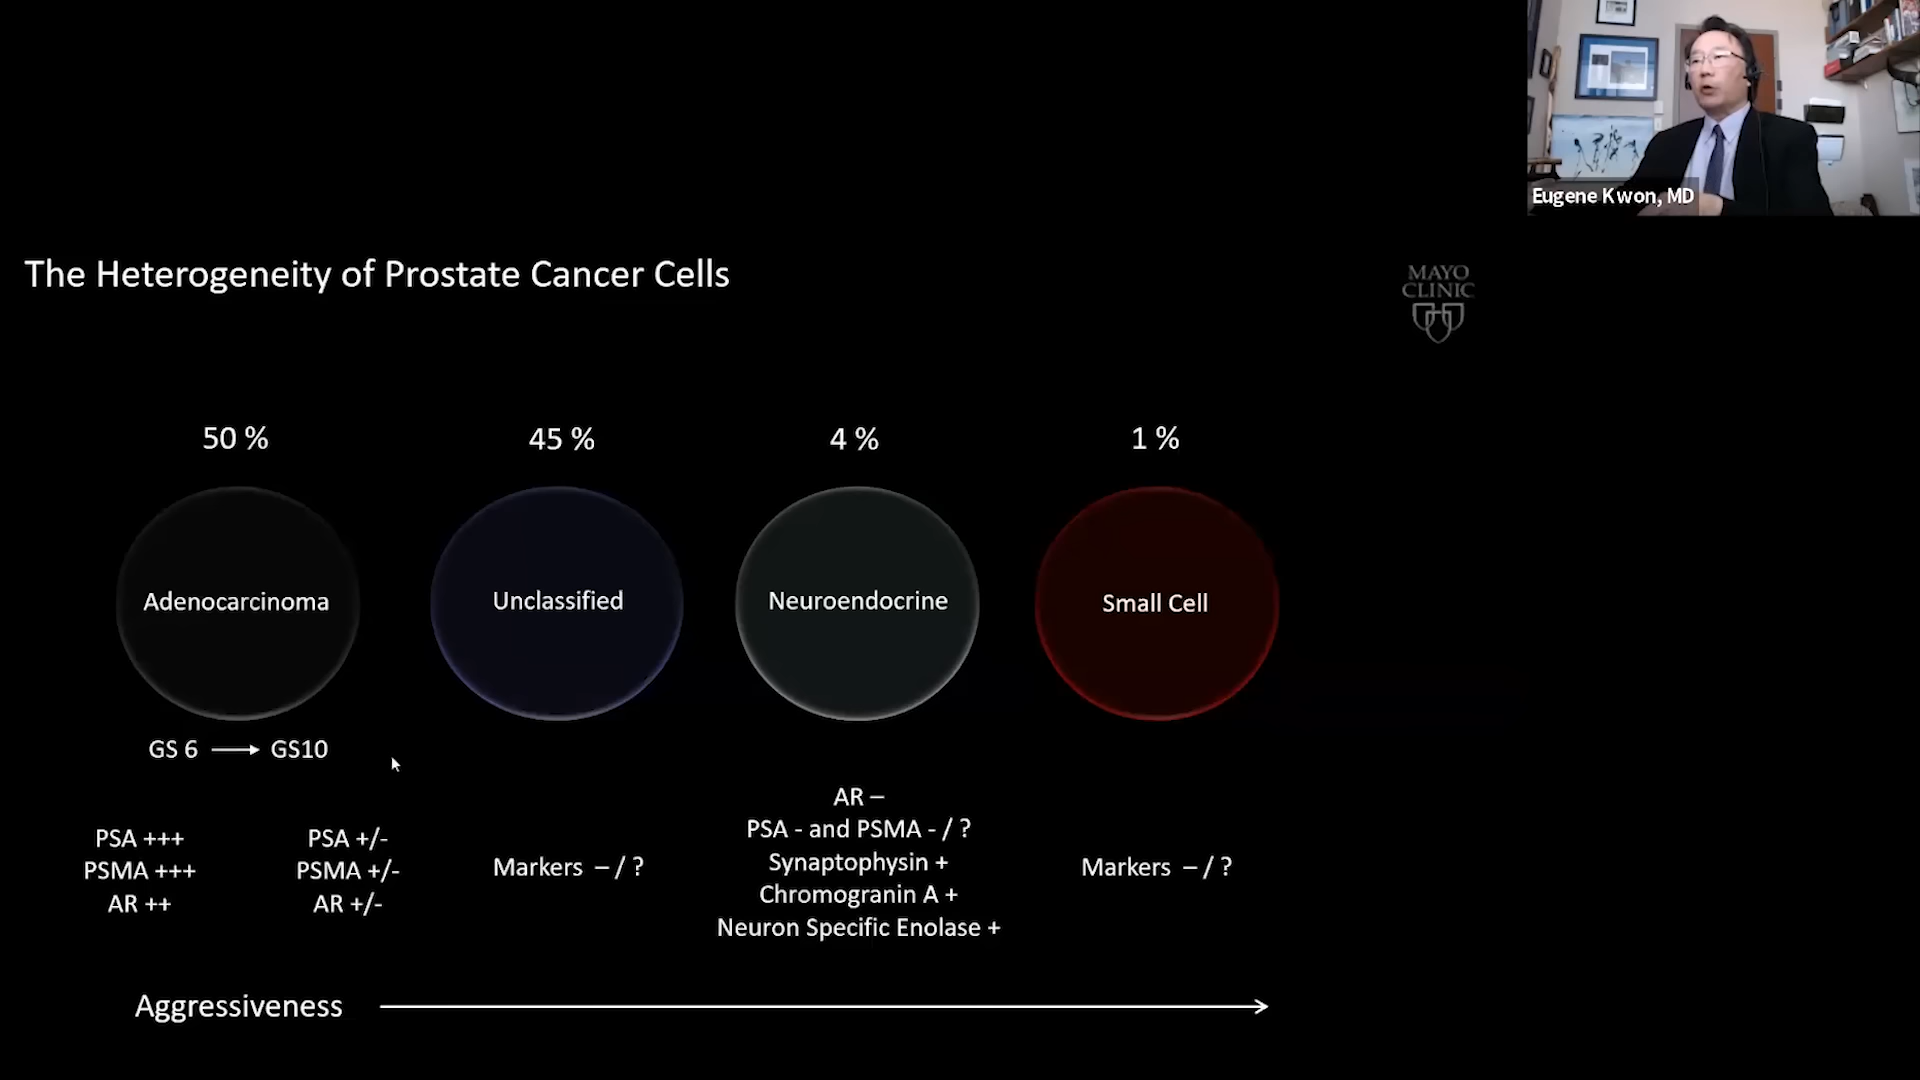 Eugene Kwon, MD
The Heterogeneity of Prostate Cancer Cells
MAYO
CLINIC
50 %
45 %
4 %
1 %
Adenocarcinoma
Unclassified
Neuroendocrine
Small Cell
GS 6 ⟶ GS10
PSA +++
PSMA +++
AR ++
PSA +/-
PSMA +/-
AR +/-
Markers – / ?
AR –
PSA - and PSMA - / ?
Synaptophysin +
Chromogranin A +
Neuron Specific Enolase +
Markers – / ?
Aggressiveness